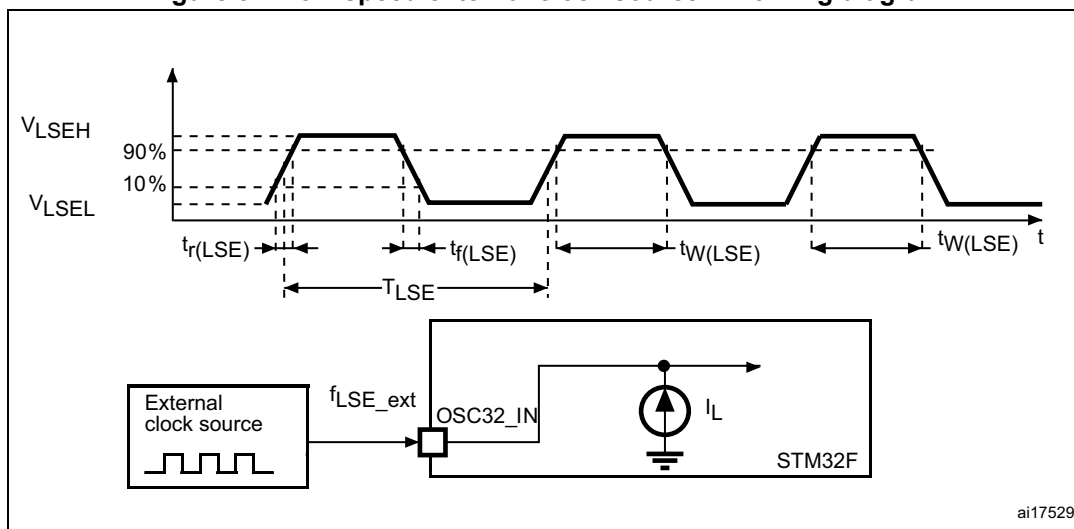 VLSEH
90%
10%
VLSEL
tr(LSE)
tf(LSE)
tW(LSE)
tW(LSE)
t
TLSE
External
clock source
fLSE_ext
OSC32_IN
IL
STM32F
ai17529